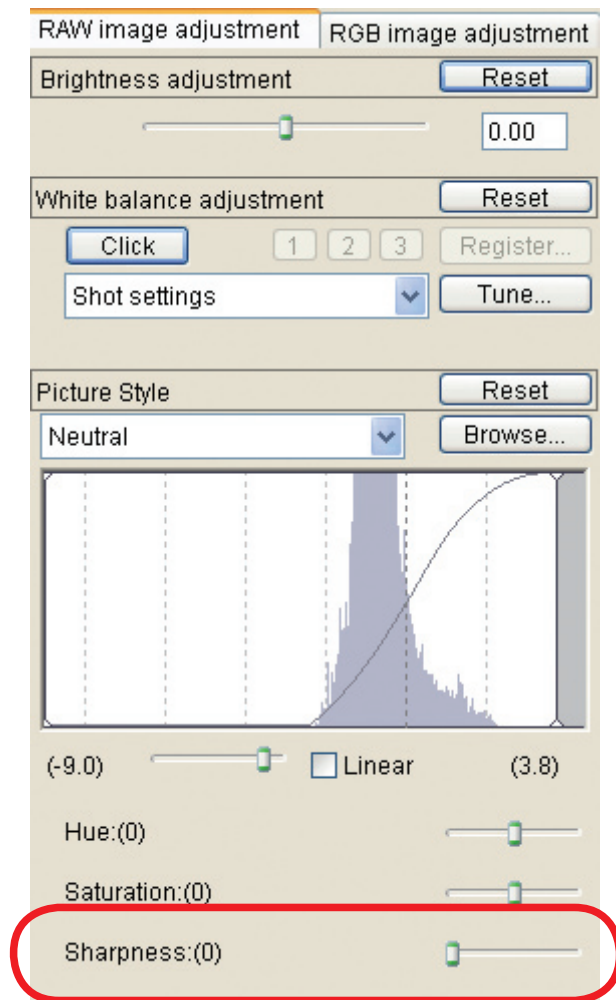 RAW image adjustment RGB image adjustment
Brightness adjustment Reset
0.00
White balance adjustment Reset
Click 1 2 3 Register...
Shot settings Tune...
Picture Style Reset
Neutral Browse...
(-9.0) Linear (3.8)
Hue:(0)
Saturation:(0)
Sharpness:(0)